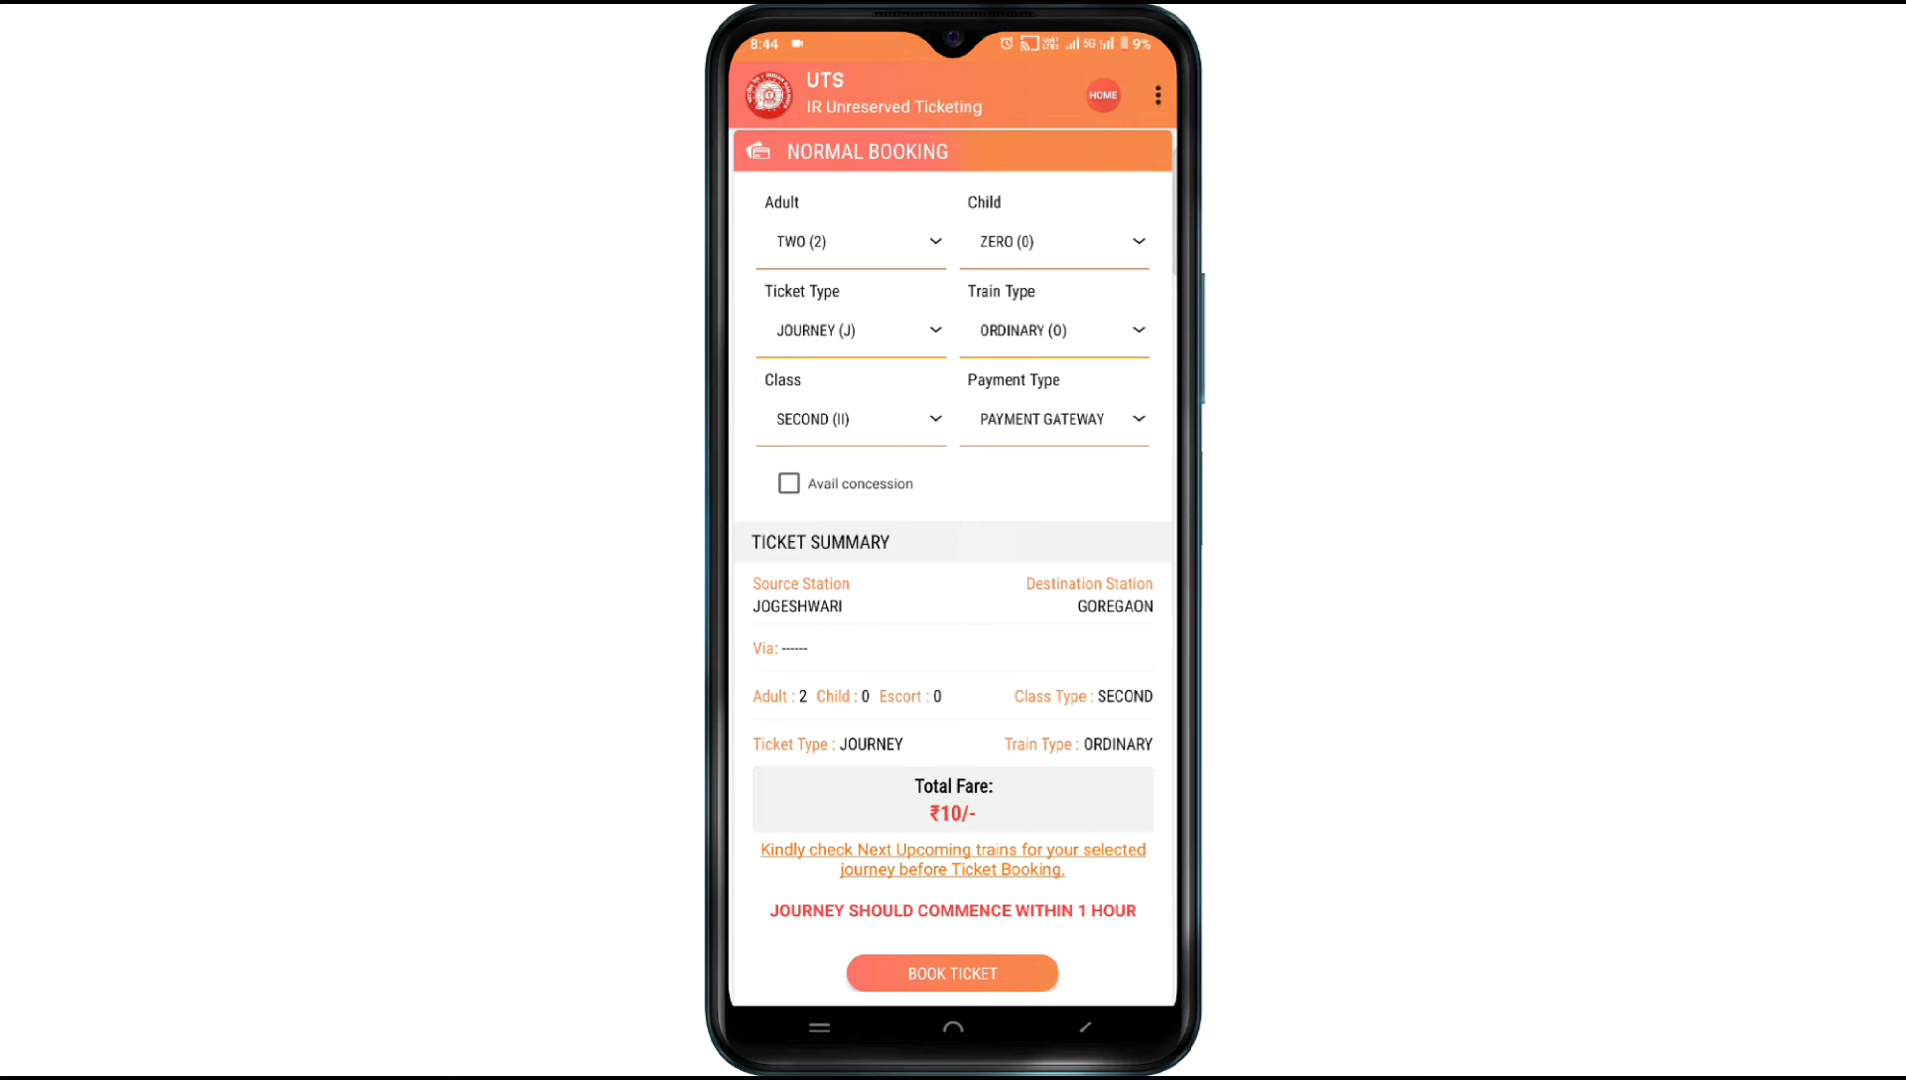 8:44 5G 9%
UTS
IR Unreserved Ticketing
HOME
NORMAL BOOKING
Adult Child
TWO (2) ZERO (0)
Ticket Type Train Type
JOURNEY (J) ORDINARY (O)
Class Payment Type
SECOND (II) PAYMENT GATEWAY
Avail concession
TICKET SUMMARY
Source Station Destination Station
JOGESHWARI GOREGAON
Via: ------
Adult : 2 Child : 0 Escort : 0 Class Type : SECOND
Ticket Type : JOURNEY Train Type : ORDINARY
Total Fare:
₹10/-
Kindly check Next Upcoming trains for your selected
journey before Ticket Booking.
JOURNEY SHOULD COMMENCE WITHIN 1 HOUR
BOOK TICKET